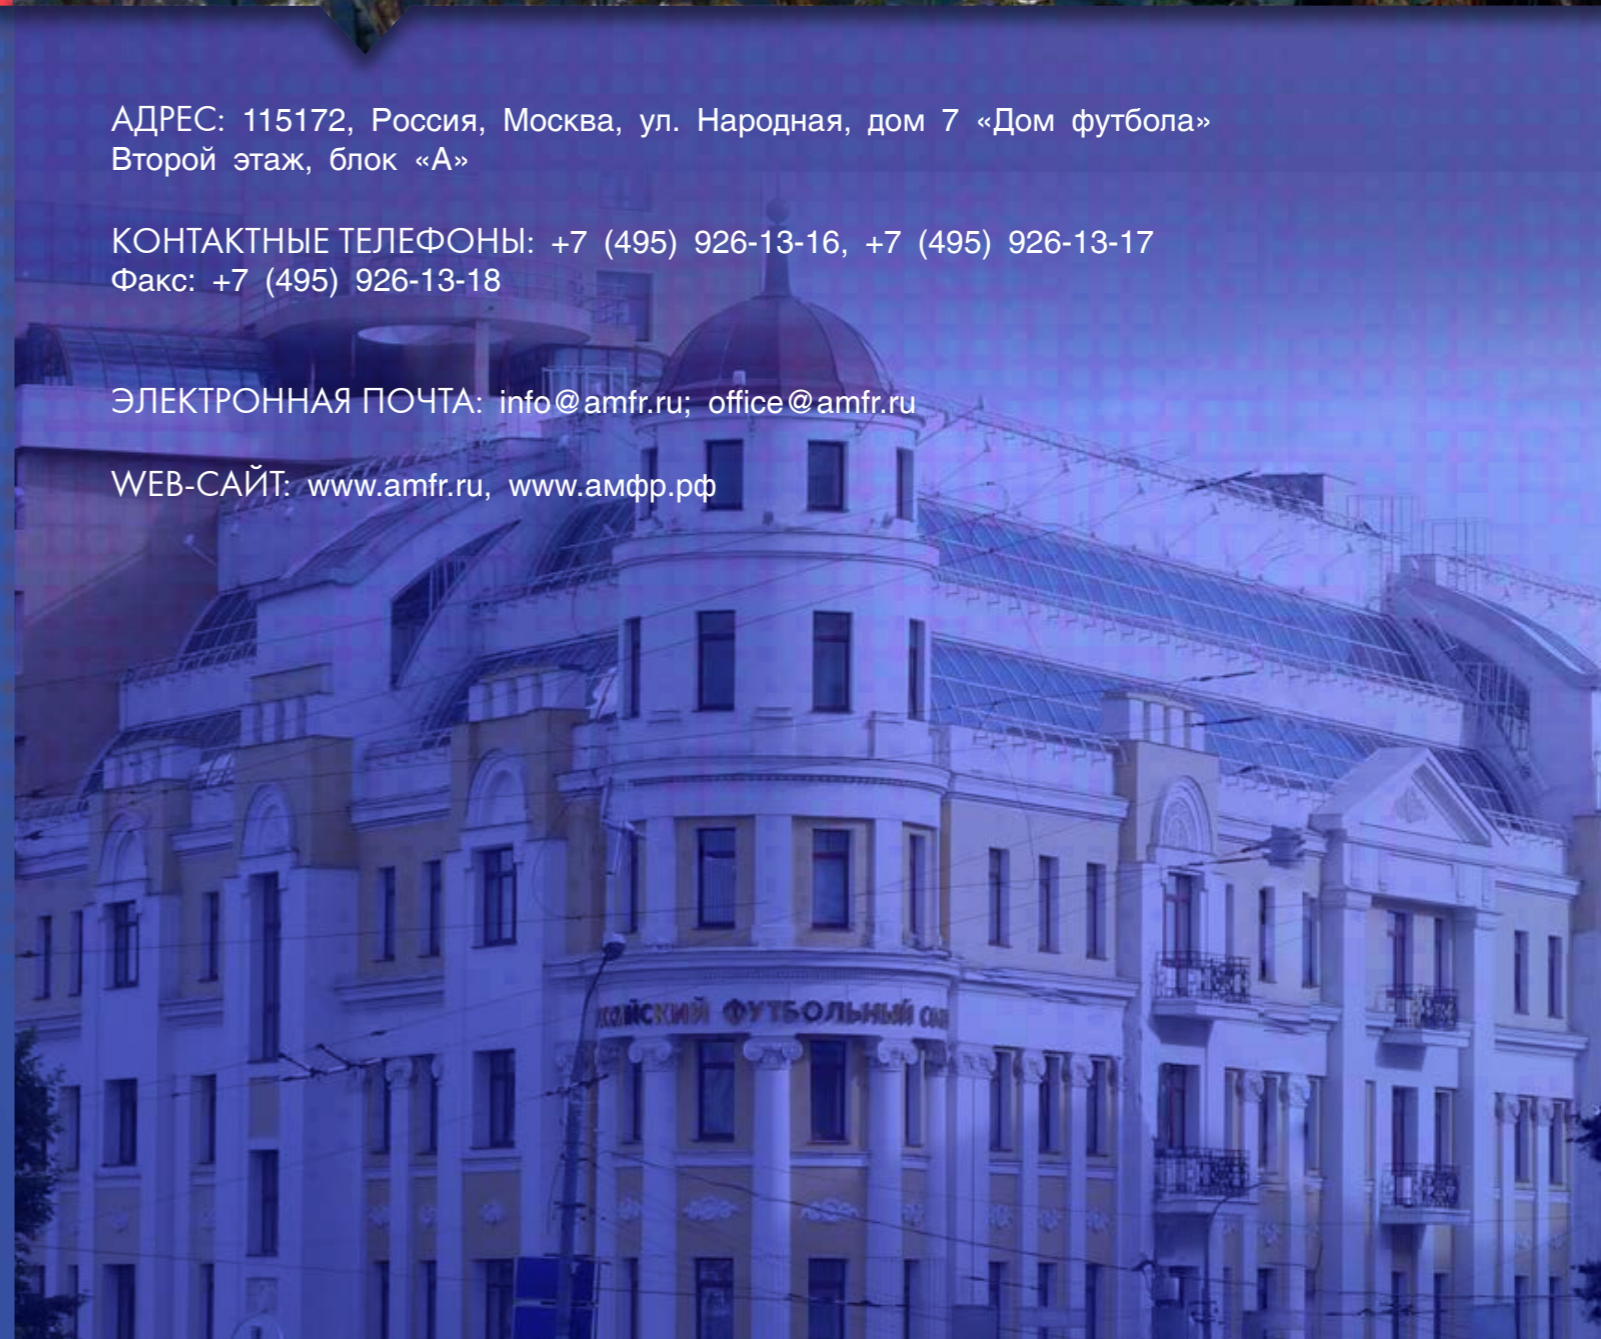 АДРЕС: 115172, Россия, Москва, ул. Народная, дом 7 «Дом футбола»
Второй этаж, блок «А»
КОНТАКТНЫЕ ТЕЛЕФОНЫ: +7 (495) 926-13-16, +7 (495) 926-13-17
Факс: +7 (495) 926-13-18
ЭЛЕКТРОННАЯ ПОЧТА: info@amfr.ru; office@amfr.ru
WEB-САЙТ: www.amfr.ru, www.амфр.рф
ФУТБОЛЬНЫЙ